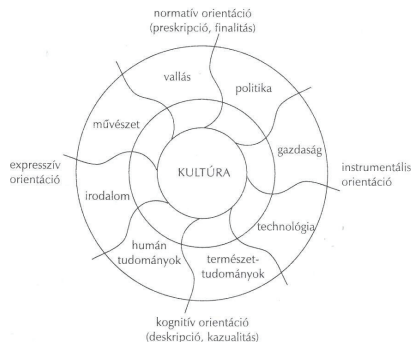 normatív orientáció
(preskripció, finalitás)
vallás
politika
művészet
gazdaság
expresszív
orientáció
KULTÚRA
instrumentális
orientáció
irodalom
technológia
humán
tudományok
természet-
tudományok
kognitív orientáció
(deskripció, kazualitás)